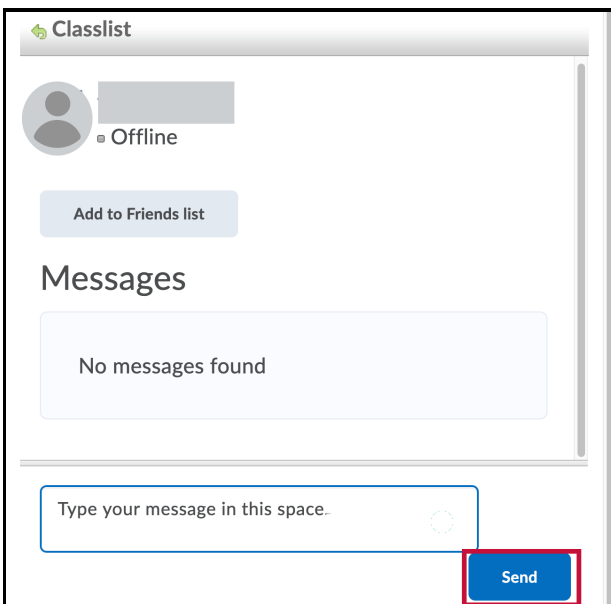 Classlist
Offline
Add to Friends list
Messages
No messages found
Type your message in this space..
Send